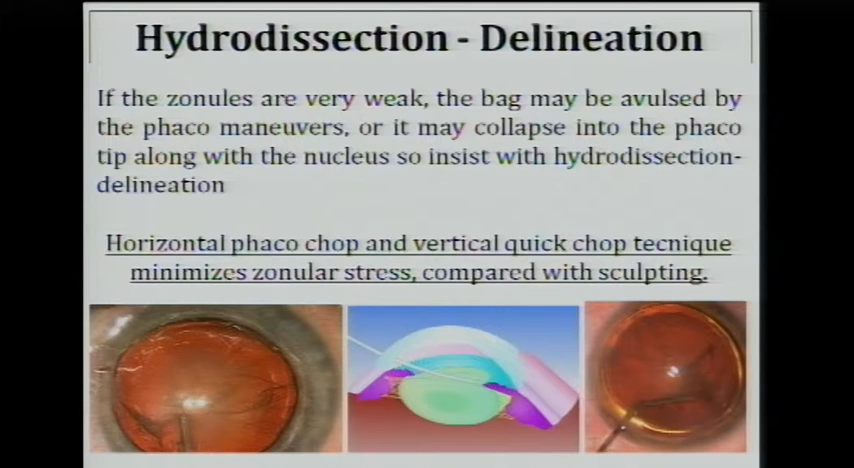 Hydrodissection - Delineation
If the zonules are very weak, the bag may be avulsed by
the phaco maneuvers, or it may collapse into the phaco
tip along with the nucleus so insist with hydrodissection-
delineation
Horizontal phaco chop and vertical quick chop tecnique
minimizes zonular stress, compared with sculpting.